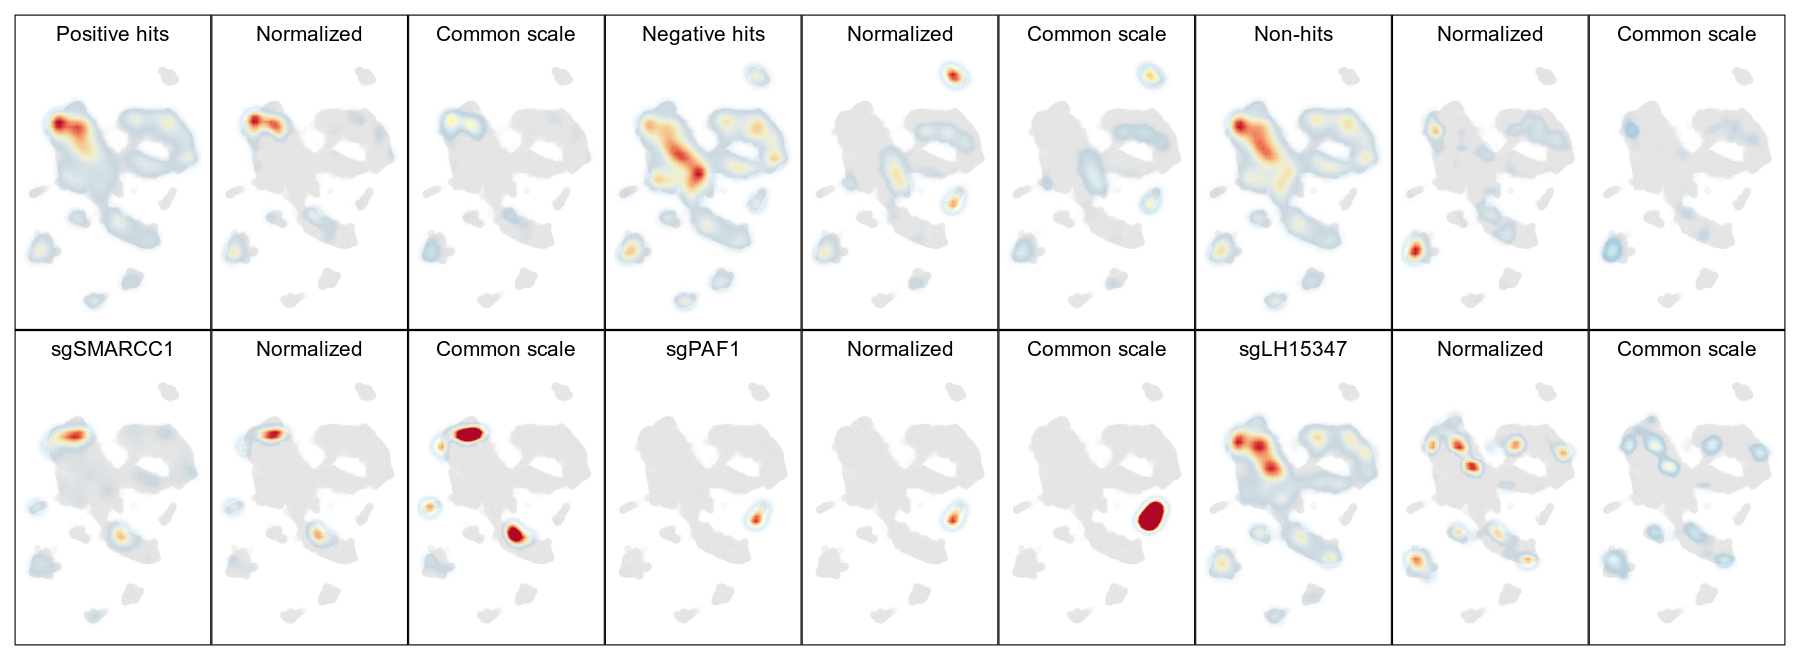 Positive hits
Normalized
Common scale
Negative hits
Normalized
Common scale
Non-hits
Normalized
Common scale
sgSMARCC1
Normalized
Common scale
sgPAF1
Normalized
Common scale
sgLH15347
Normalized
Common scale